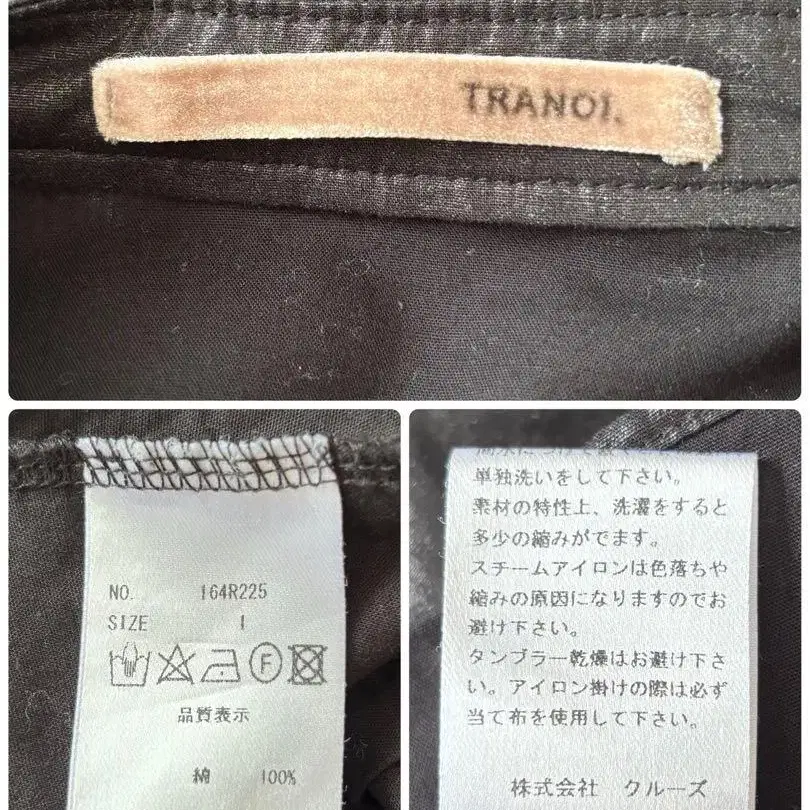 TRANOI.
NO. 164R225
SIZE 1
F
品質表示
綿 100%
単独洗いをして下さい。
素材の特性上、洗濯をすると
多少の縮みがでます。
スチームアイロンは色落ちや
縮みの原因になりますのでお
避け下さい。
タンブラー乾燥はお避け下さ
い。アイロン掛けの際は必ず
当て布を使用して下さい。
株式会社 クルーズ